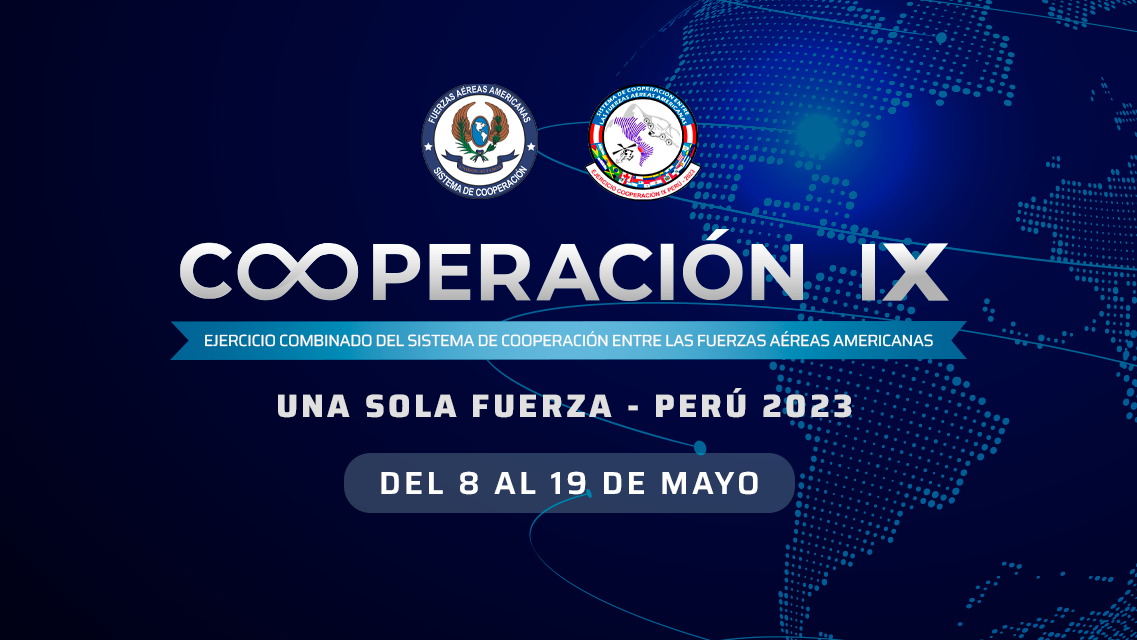 FUERZAS AÉREAS AMERICANAS
SISTEMA DE COOPERACIÓN
SISTEMA DE COOPERACIÓN ENTRE
LAS FUERZAS AÉREAS AMERICANAS
EJERCICIO COOPERACIÓN IX PERÚ - 2023
COOPERACIÓN IX
EJERCICIO COMBINADO DEL SISTEMA DE COOPERACIÓN ENTRE LAS FUERZAS AÉREAS AMERICANAS
UNA SOLA FUERZA - PERÚ 2023
DEL 8 AL 19 DE MAYO